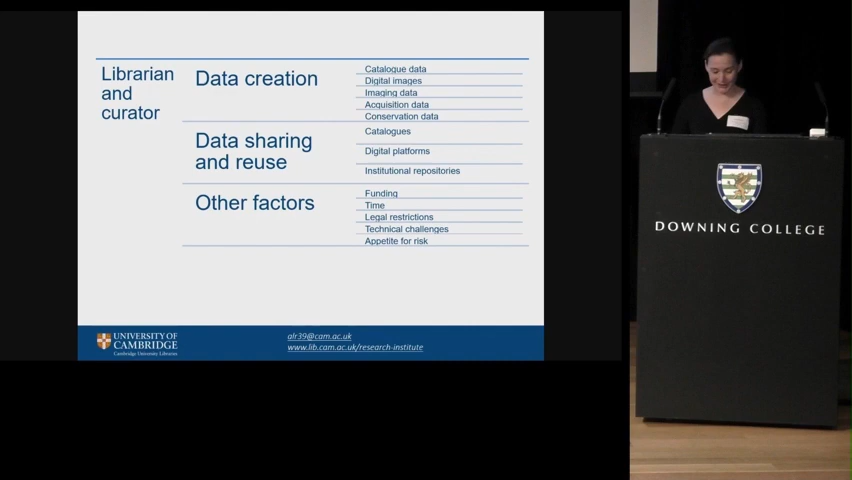 Librarian
and
curator
Data creation
Catalogue data
Digital images
Imaging data
Acquisition data
Conservation data
Data sharing
and reuse
Catalogues
Digital platforms
Institutional repositories
Other factors
Funding
Time
Legal restrictions
Technical challenges
Appetite for risk
UNIVERSITY OF
CAMBRIDGE
Cambridge University Libraries
alr39@cam.ac.uk
www.lib.cam.ac.uk/research-institute
DOWNING COLLEGE